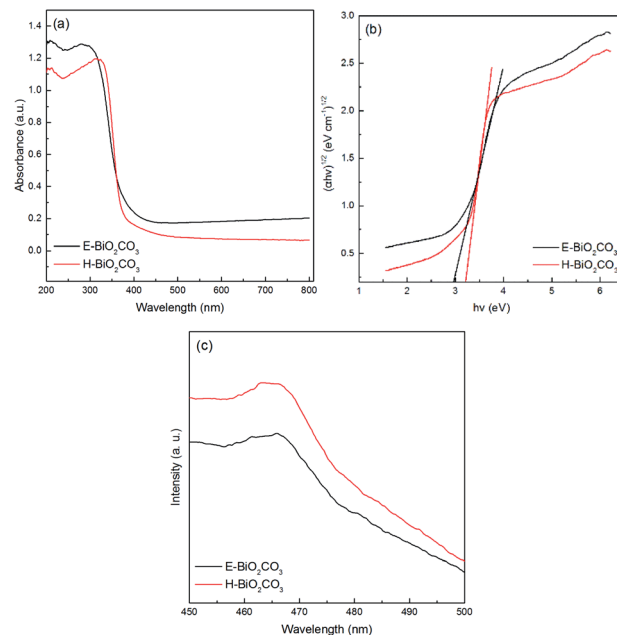 (a)
1.4
1.2
1.0
0.8
0.6
0.4
0.2
0.0
Absorbance (a.u.)
E-BiO₂CO₃
H-BiO₂CO₃
200 300 400 500 600 700 800
Wavelength (nm)
(b)
3.0
2.5
2.0
1.5
1.0
0.5
(αhv)^1/2 (eV cm⁻¹)^1/2
E-BiO₂CO₃
H-BiO₂CO₃
1 2 3 4 5 6
hv (eV)
(c)
Intensity (a. u.)
E-BiO₂CO₃
H-BiO₂CO₃
450 460 470 480 490 500
Wavelength (nm)